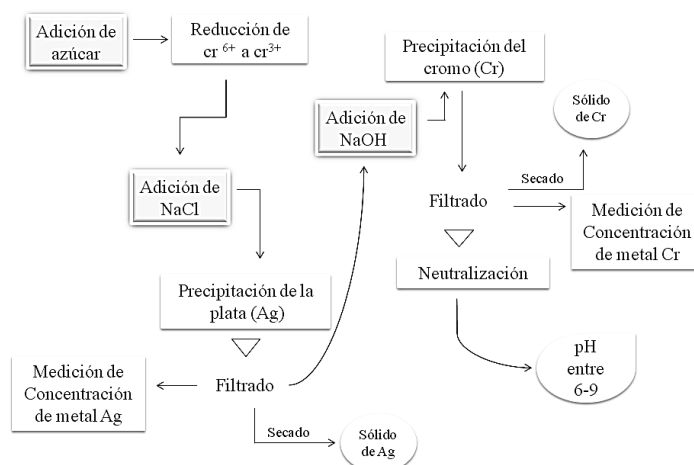 Adición de
azúcar
Reducción de
cr 6+ a cr3+
Adición de
NaCl
Precipitación de la
plata (Ag)
Filtrado
Medición de
Concentración
de metal Ag
Secado
Sólido
de Ag
Adición de
NaOH
Precipitación del
cromo (Cr)
Filtrado
Secado
Sólido
de Cr
Medición de
Concentración
de metal Cr
Neutralización
pH
entre
6-9